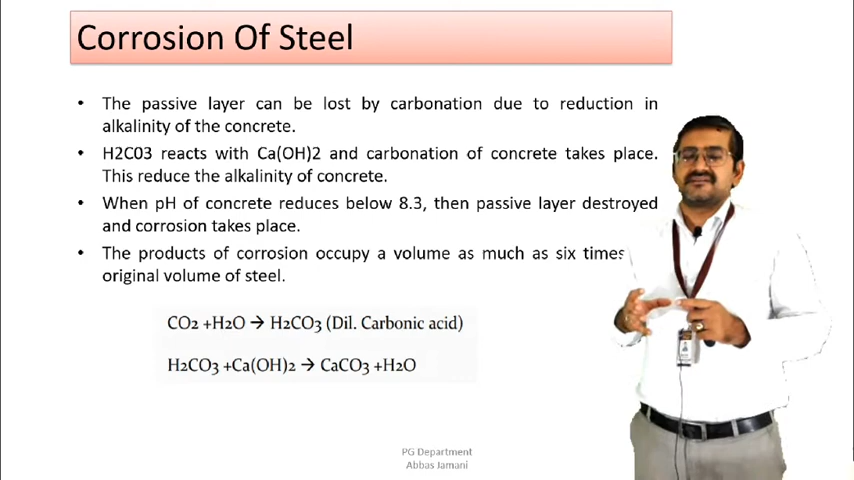 Corrosion Of Steel
• The passive layer can be lost by carbonation due to reduction in
alkalinity of the concrete.
• H2C03 reacts with Ca(OH)2 and carbonation of concrete takes place.
This reduce the alkalinity of concrete.
• When pH of concrete reduces below 8.3, then passive layer destroyed
and corrosion takes place.
• The products of corrosion occupy a volume as much as six times
original volume of steel.
CO2 +H2O → H2CO3 (Dil. Carbonic acid)
H2CO3 +Ca(OH)2 → CaCO3 +H2O
PG Department
Abbas Jamani